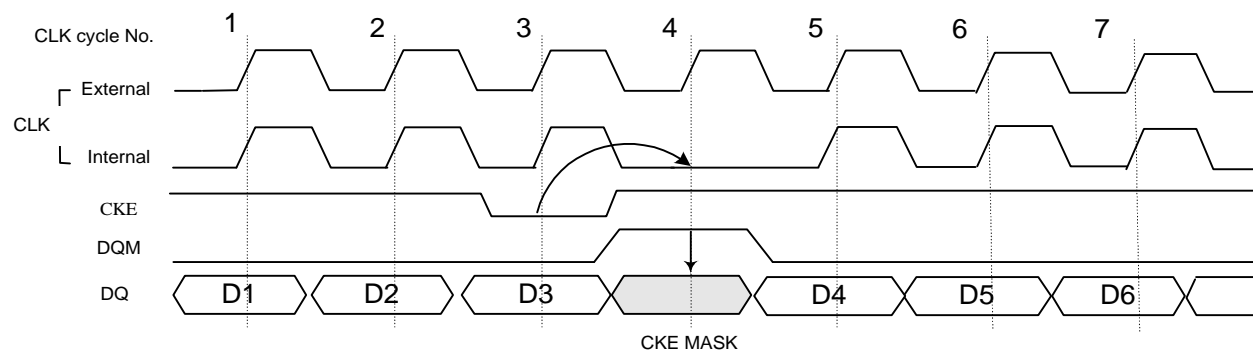 CLK cycle No. 1 2 3 4 5 6 7
External
CLK
Internal
CKE
DQM
DQ D1 D2 D3 D4 D5 D6
CKE MASK